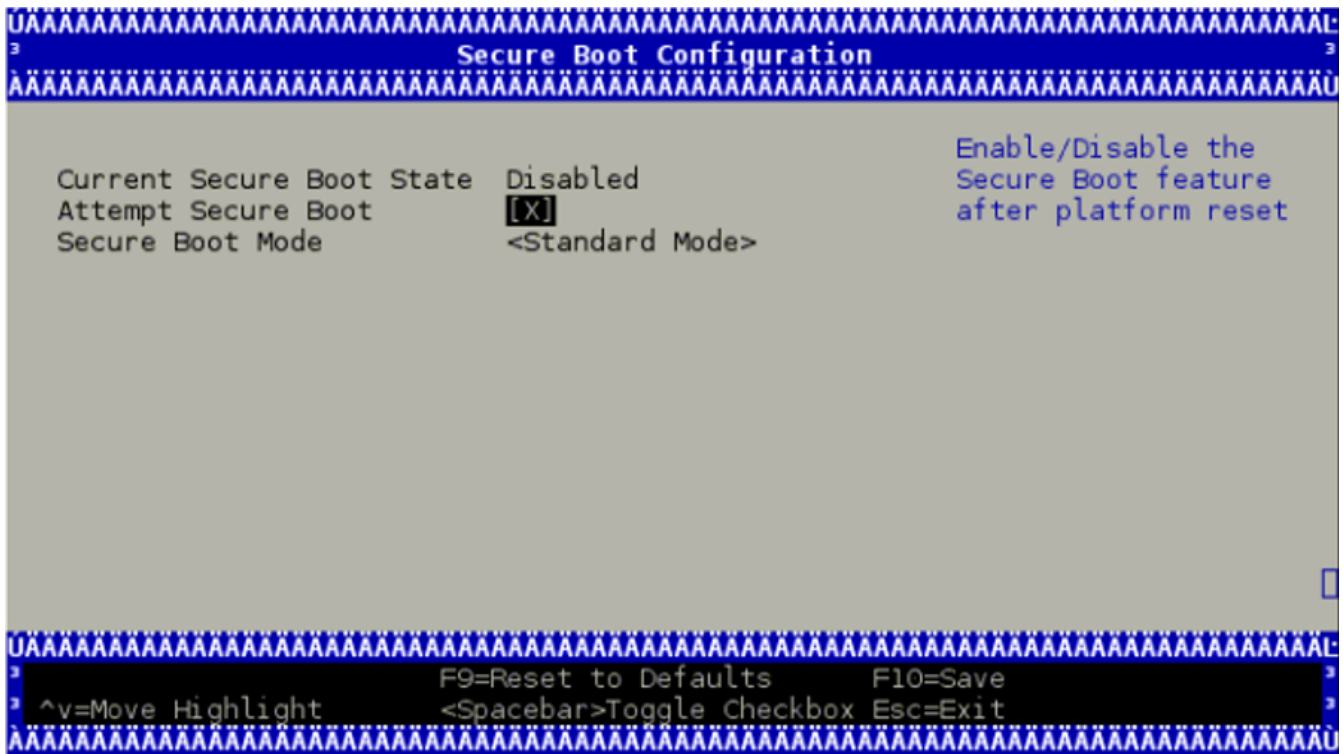 Secure Boot Configuration
Enable/Disable the
Current Secure Boot State Disabled Secure Boot feature
Attempt Secure Boot [X] after platform reset
Secure Boot Mode <Standard Mode>
F9=Reset to Defaults F10=Save
^v=Move Highlight <Spacebar>Toggle Checkbox Esc=Exit